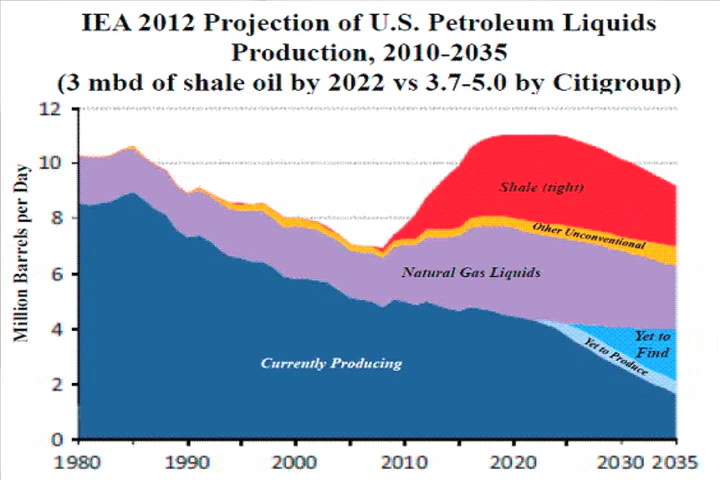 IEA 2012 Projection of U.S. Petroleum Liquids
Production, 2010-2035
(3 mbd of shale oil by 2022 vs 3.7-5.0 by Citigroup)
Million Barrels per Day
12
10
8
6
4
2
0
Shale (tight)
Other Unconventional
Natural Gas Liquids
Yet to
Find
Yet to Produce
Currently Producing
1980
1990
2000
2010
2020
2030
2035